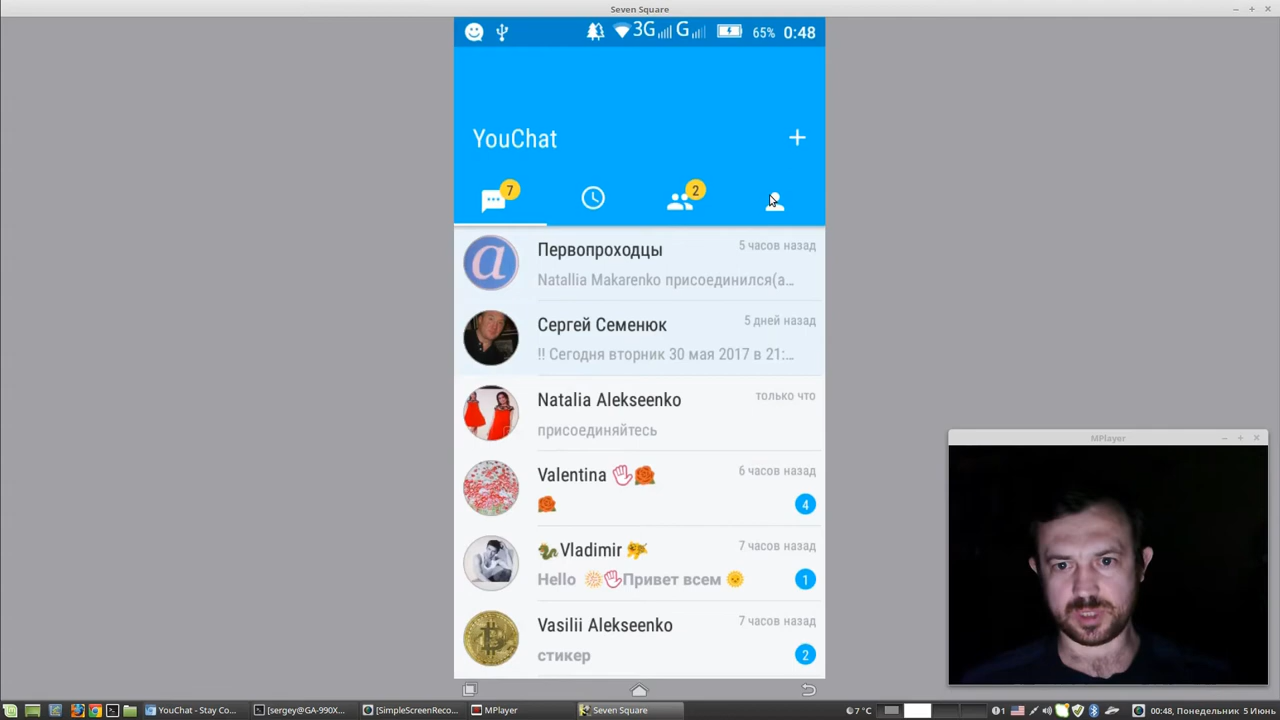 Seven Square
3G G 65% 0:48
YouChat
7
2
Первопроходцы
5 часов назад
Natallia Makarenko присоединился(а...
Сергей Семенюк
5 дней назад
!! Сегодня вторник 30 мая 2017 в 21:...
Natalia Alekseenko
только что
присоединяйтесь
Valentina
6 часов назад
4
Vladimir
7 часов назад
Hello Привет всем
1
Vasilii Alekseenko
7 часов назад
стикер
2
MPlayer
YouChat - Stay Co...
[sergey@GA-990X...
[SimpleScreenReco...
MPlayer
Seven Square
7 °C
1
00:48, Понедельник 5 Июнь